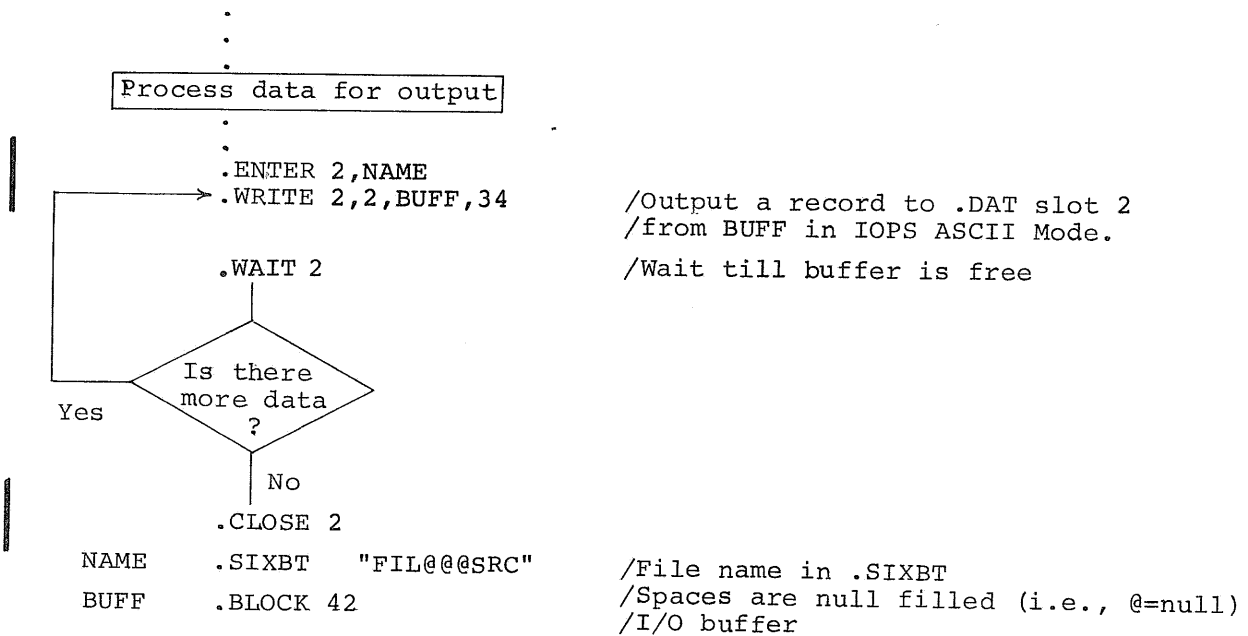 Process data for output
.ENTER 2,NAME
.WRITE 2,2,BUFF,34 /Output a record to .DAT slot 2
/from BUFF in IOPS ASCII Mode.
.WAIT 2 /Wait till buffer is free
Is there
more data
?
Yes
No
.CLOSE 2
NAME .SIXBT "FIL@@@SRC" /File name in .SIXBT
/Spaces are null filled (i.e., @=null)
BUFF .BLOCK 42
/I/O buffer